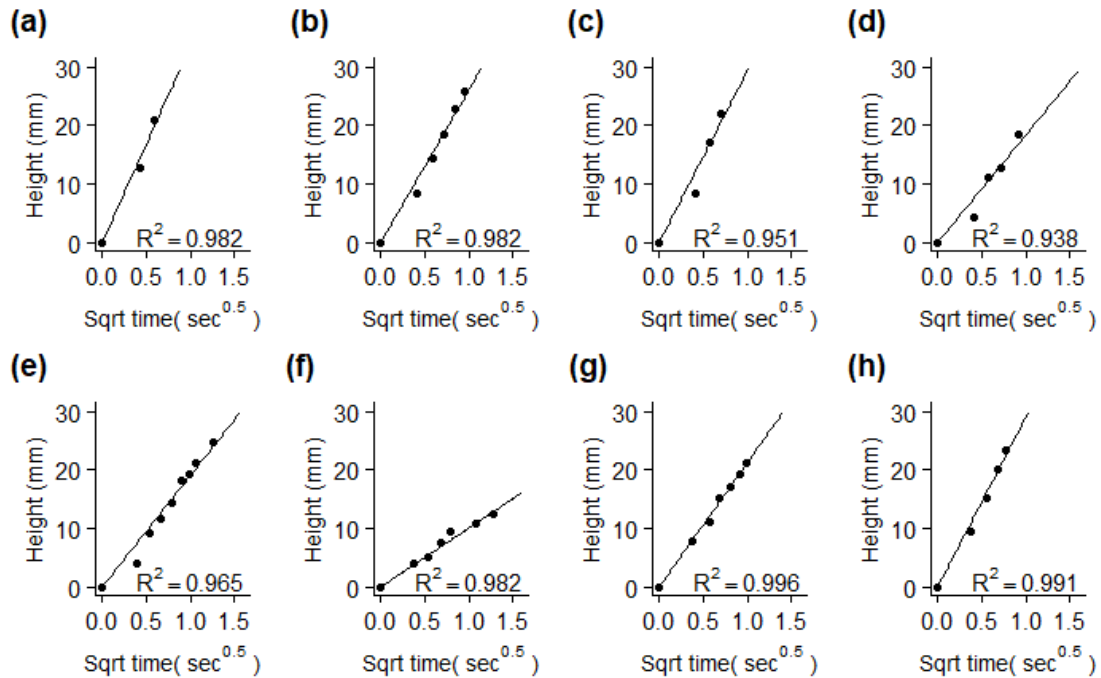 (a) (b) (c) (d)
Height (mm) 30 20 10 0 R² = 0.982
0.0 0.5 1.0 1.5
Sqrt time( sec^0.5 )
Height (mm) 30 20 10 0 R² = 0.982
0.0 0.5 1.0 1.5
Sqrt time( sec^0.5 )
Height (mm) 30 20 10 0 R² = 0.951
0.0 0.5 1.0 1.5
Sqrt time( sec^0.5 )
Height (mm) 30 20 10 0 R² = 0.938
0.0 0.5 1.0 1.5
Sqrt time( sec^0.5 )
(e) (f) (g) (h)
Height (mm) 30 20 10 0 R² = 0.965
0.0 0.5 1.0 1.5
Sqrt time( sec^0.5 )
Height (mm) 30 20 10 0 R² = 0.982
0.0 0.5 1.0 1.5
Sqrt time( sec^0.5 )
Height (mm) 30 20 10 0 R² = 0.996
0.0 0.5 1.0 1.5
Sqrt time( sec^0.5 )
Height (mm) 30 20 10 0 R² = 0.991
0.0 0.5 1.0 1.5
Sqrt time( sec^0.5 )